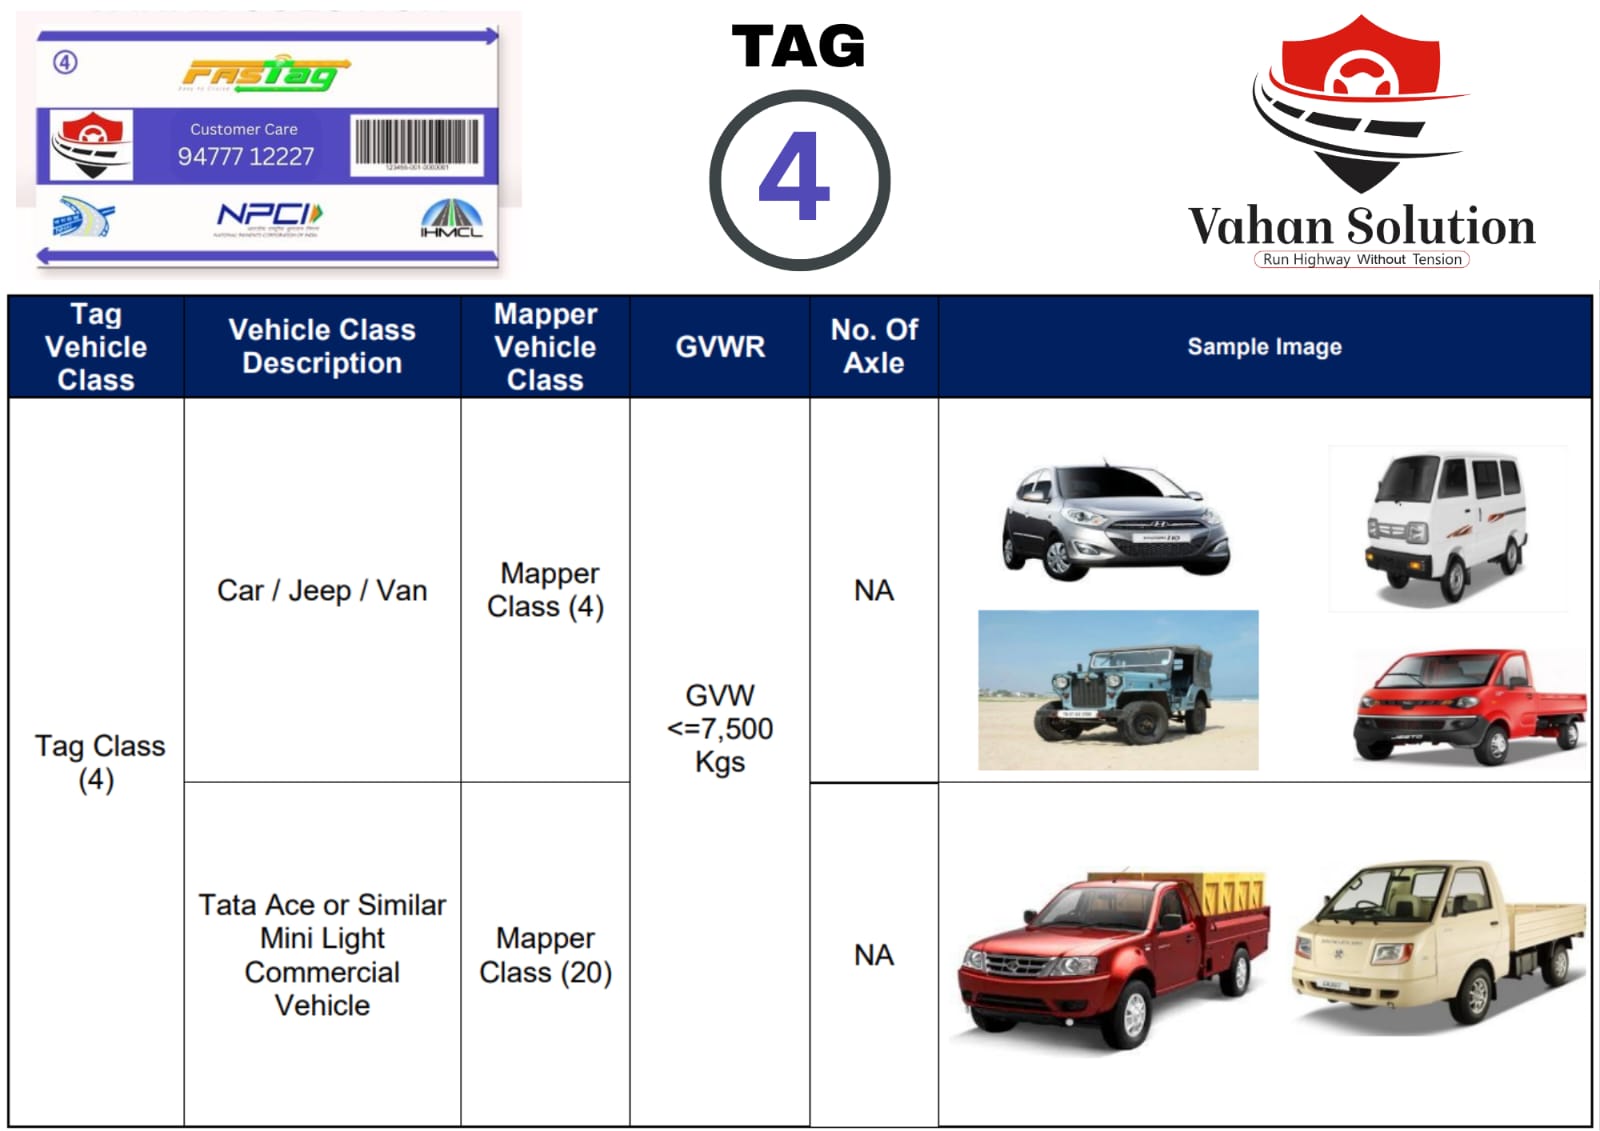 ④
FASTag
Customer Care
94777 12227
NPCI
IHMCL
TAG
4
Vahan Solution
Run Highway Without Tension
Tag
Vehicle
Class
Vehicle Class
Description
Mapper
Vehicle
Class
GVWR
No. Of
Axle
Sample Image
Tag Class
(4)
Car / Jeep / Van
Mapper
Class (4)
GVW
<=7,500
Kgs
NA
JEETO
Tata Ace or Similar
Mini Light
Commercial
Vehicle
Mapper
Class (20)
NA